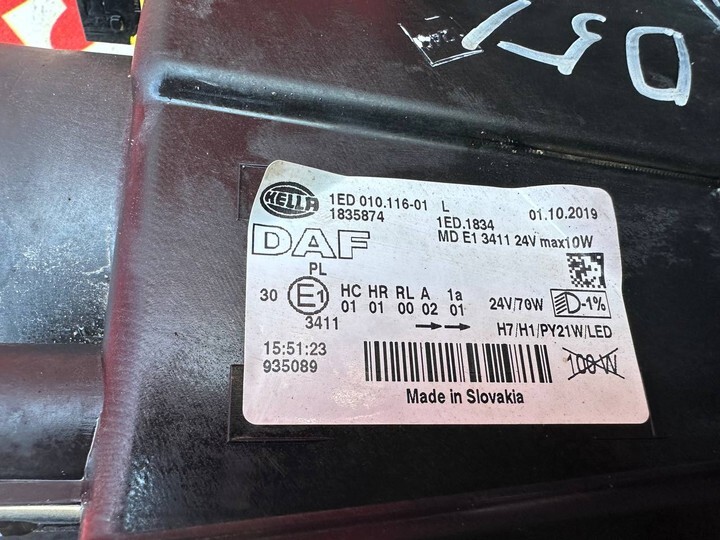 HELLA
1ED 010.116-01 L
1835874
1ED.1834
01.10.2019
MD E1 3411 24V max10W
DAF
PL
30 E1 HC HR RL A 1a
01 01 00 02 01
3411
24V/70W
D-1%
H7/H1/PY21W/LED
15:51:23
935089
100 W
Made in Slovakia